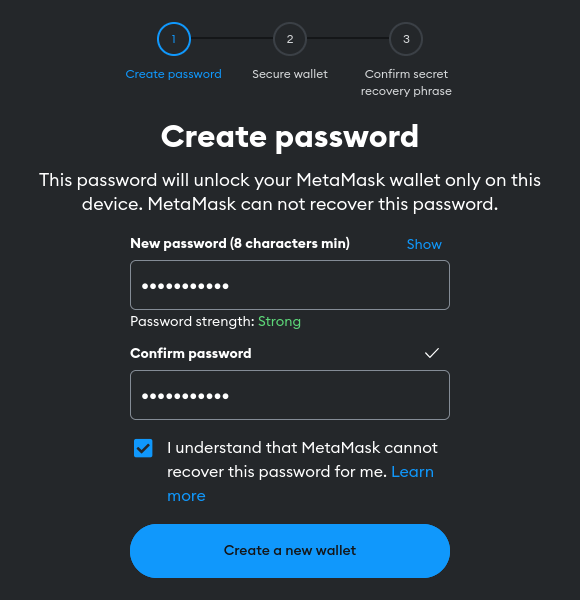 1 2 3
Create password Secure wallet Confirm secret
recovery phrase
Create password
This password will unlock your MetaMask wallet only on this
device. MetaMask can not recover this password.
New password (8 characters min) Show
•••••••••••
Password strength: Strong
Confirm password
•••••••••••
I understand that MetaMask cannot
recover this password for me. Learn
more
Create a new wallet